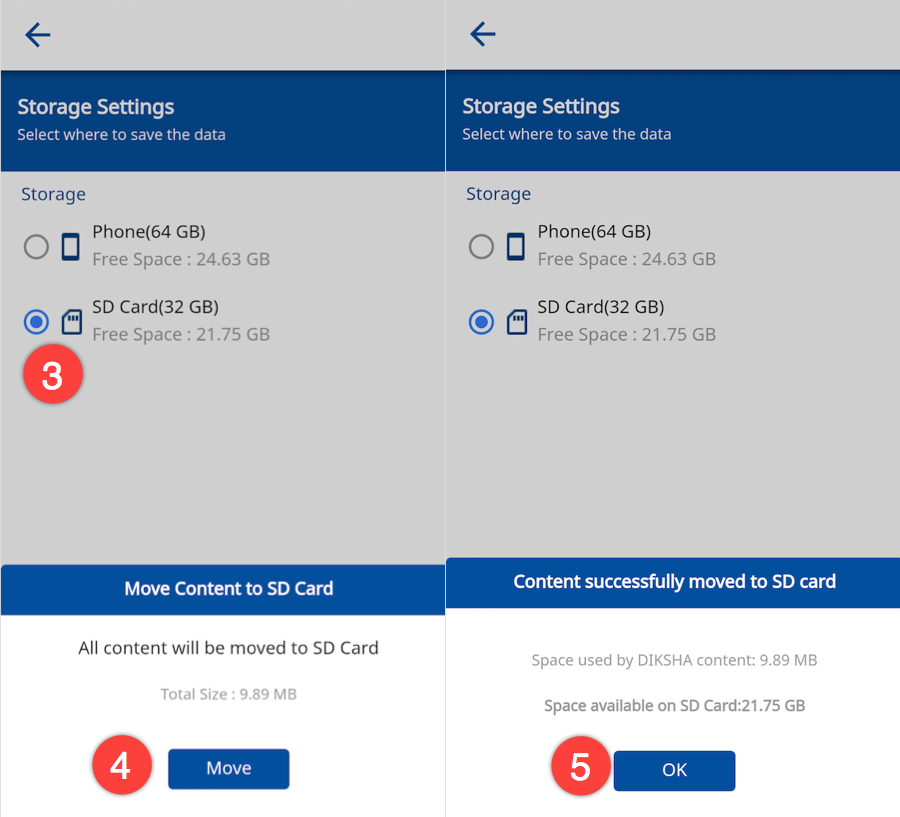 Storage Settings
Select where to save the data
Storage
Phone(64 GB)
Free Space : 24.63 GB
SD Card(32 GB)
Free Space : 21.75 GB
3
Move Content to SD Card
All content will be moved to SD Card
Total Size : 9.89 MB
4
Move
Storage Settings
Select where to save the data
Storage
Phone(64 GB)
Free Space : 24.63 GB
SD Card(32 GB)
Free Space : 21.75 GB
Content successfully moved to SD card
Space used by DIKSHA content: 9.89 MB
Space available on SD Card:21.75 GB
5
OK